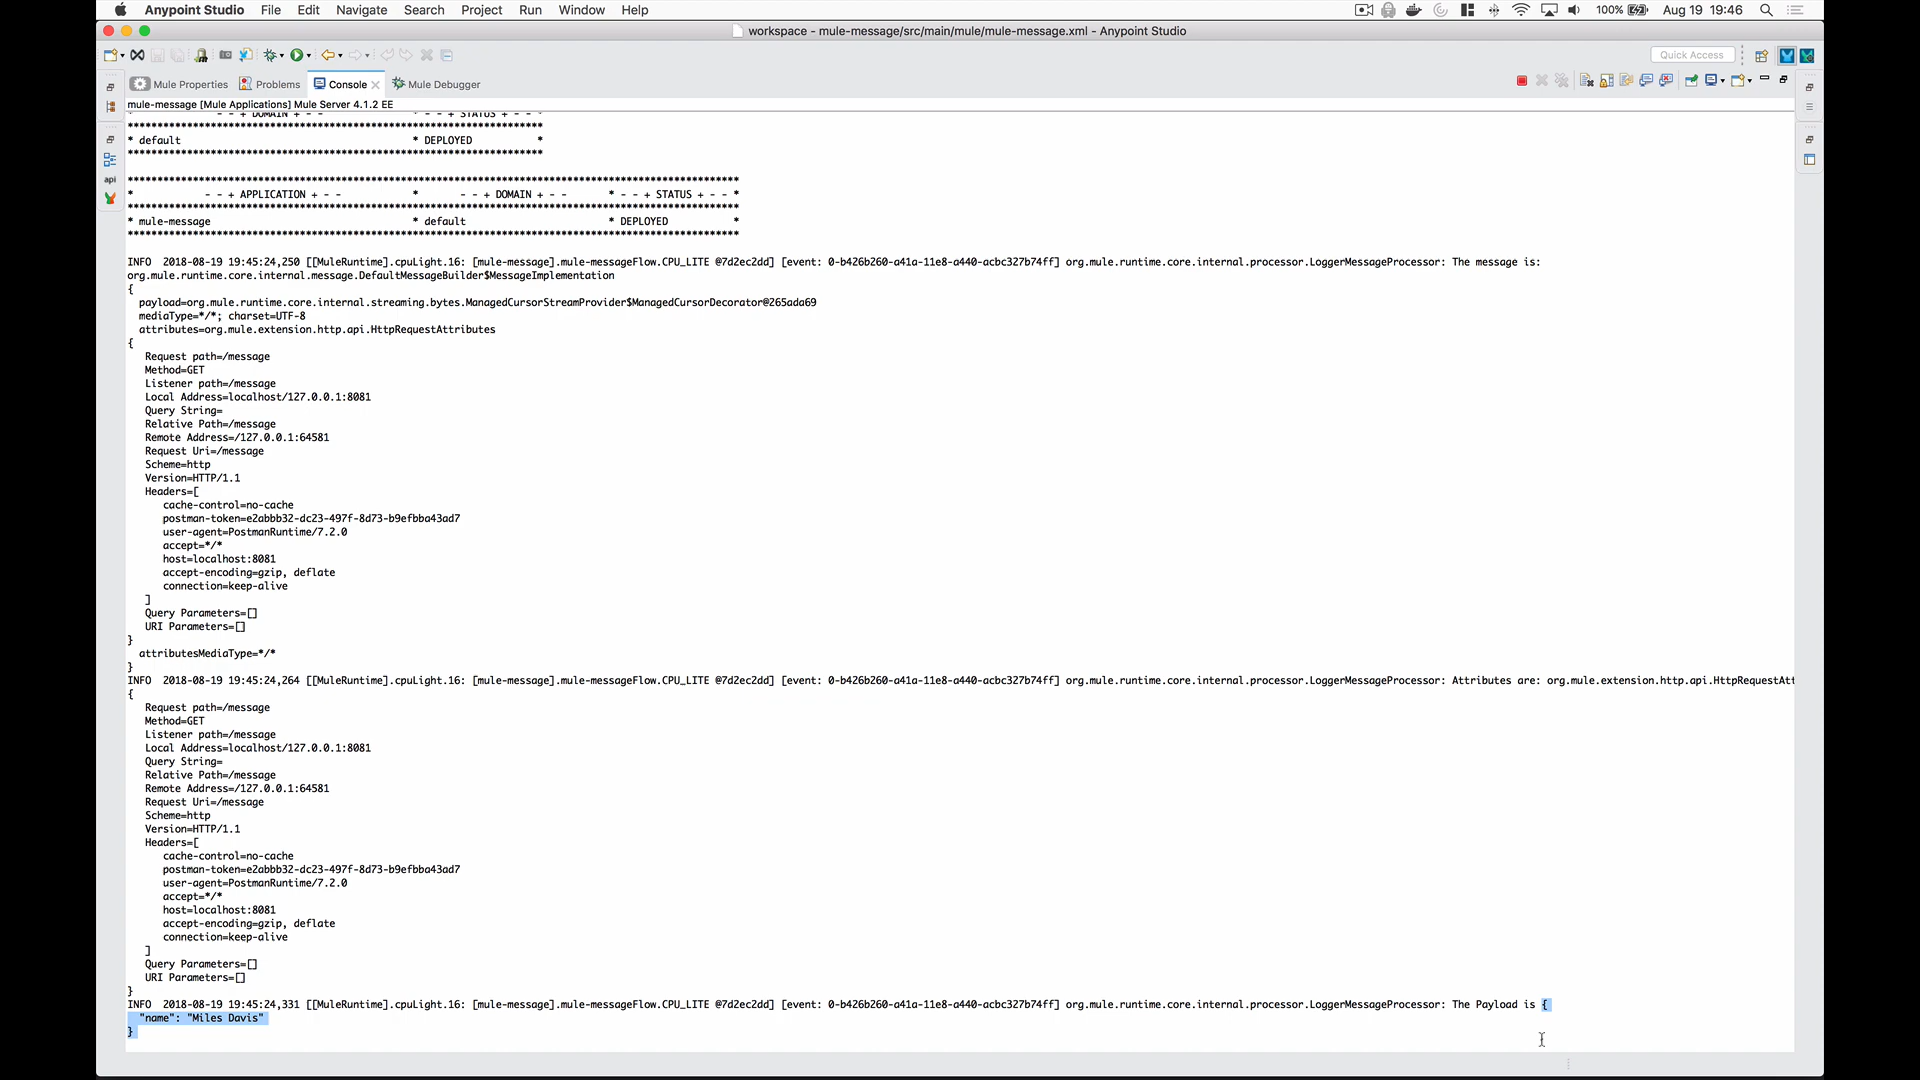 Anypoint Studio File Edit Navigate Search Project Run Window Help 100% Aug 19 19:46
workspace - mule-message/src/main/mule/mule-message.xml - Anypoint Studio
Quick Access
Mule Properties Problems Console Mule Debugger
mule-message [Mule Applications] Mule Server 4.1.2 EE
* - - + DOMAIN + - - * - - + STATUS + - - *
*******************************************************************************
* default * DEPLOYED *
*******************************************************************************
*******************************************************************************************************
* - - + APPLICATION + - - * - - + DOMAIN + - - * - - + STATUS + - - *
*******************************************************************************************************
* mule-message * default * DEPLOYED *
*******************************************************************************************************
api
INFO 2018-08-19 19:45:24,250 [[MuleRuntime].cpuLight.16: [mule-message].mule-messageFlow.CPU_LITE @7d2ec2dd] [event: 0-b426b260-a41a-11e8-a440-acbc327b74ff] org.mule.runtime.core.internal.processor.LoggerMessageProcessor: The message is:
org.mule.runtime.core.internal.message.DefaultMessageBuilder$MessageImplementation
{
payload=org.mule.runtime.core.internal.streaming.bytes.ManagedCursorStreamProvider$ManagedCursorDecorator@265ada69
mediaType=*/*; charset=UTF-8
attributes=org.mule.extension.http.api.HttpRequestAttributes
{
Request path=/message
Method=GET
Listener path=/message
Local Address=localhost/127.0.0.1:8081
Query String=
Relative Path=/message
Remote Address=/127.0.0.1:64581
Request Uri=/message
Scheme=http
Version=HTTP/1.1
Headers=[
cache-control=no-cache
postman-token=e2abbb32-dc23-497f-8d73-b9efbba43ad7
user-agent=PostmanRuntime/7.2.0
accept=*/*
host=localhost:8081
accept-encoding=gzip, deflate
connection=keep-alive
]
Query Parameters=[]
URI Parameters=[]
}
attributesMediaType=*/*
}
INFO 2018-08-19 19:45:24,264 [[MuleRuntime].cpuLight.16: [mule-message].mule-messageFlow.CPU_LITE @7d2ec2dd] [event: 0-b426b260-a41a-11e8-a440-acbc327b74ff] org.mule.runtime.core.internal.processor.LoggerMessageProcessor: Attributes are: org.mule.extension.http.api.HttpRequestAtt
{
Request path=/message
Method=GET
Listener path=/message
Local Address=localhost/127.0.0.1:8081
Query String=
Relative Path=/message
Remote Address=/127.0.0.1:64581
Request Uri=/message
Scheme=http
Version=HTTP/1.1
Headers=[
cache-control=no-cache
postman-token=e2abbb32-dc23-497f-8d73-b9efbba43ad7
user-agent=PostmanRuntime/7.2.0
accept=*/*
host=localhost:8081
accept-encoding=gzip, deflate
connection=keep-alive
]
Query Parameters=[]
URI Parameters=[]
}
INFO 2018-08-19 19:45:24,331 [[MuleRuntime].cpuLight.16: [mule-message].mule-messageFlow.CPU_LITE @7d2ec2dd] [event: 0-b426b260-a41a-11e8-a440-acbc327b74ff] org.mule.runtime.core.internal.processor.LoggerMessageProcessor: The Payload is {
"name": "Miles Davis"
}